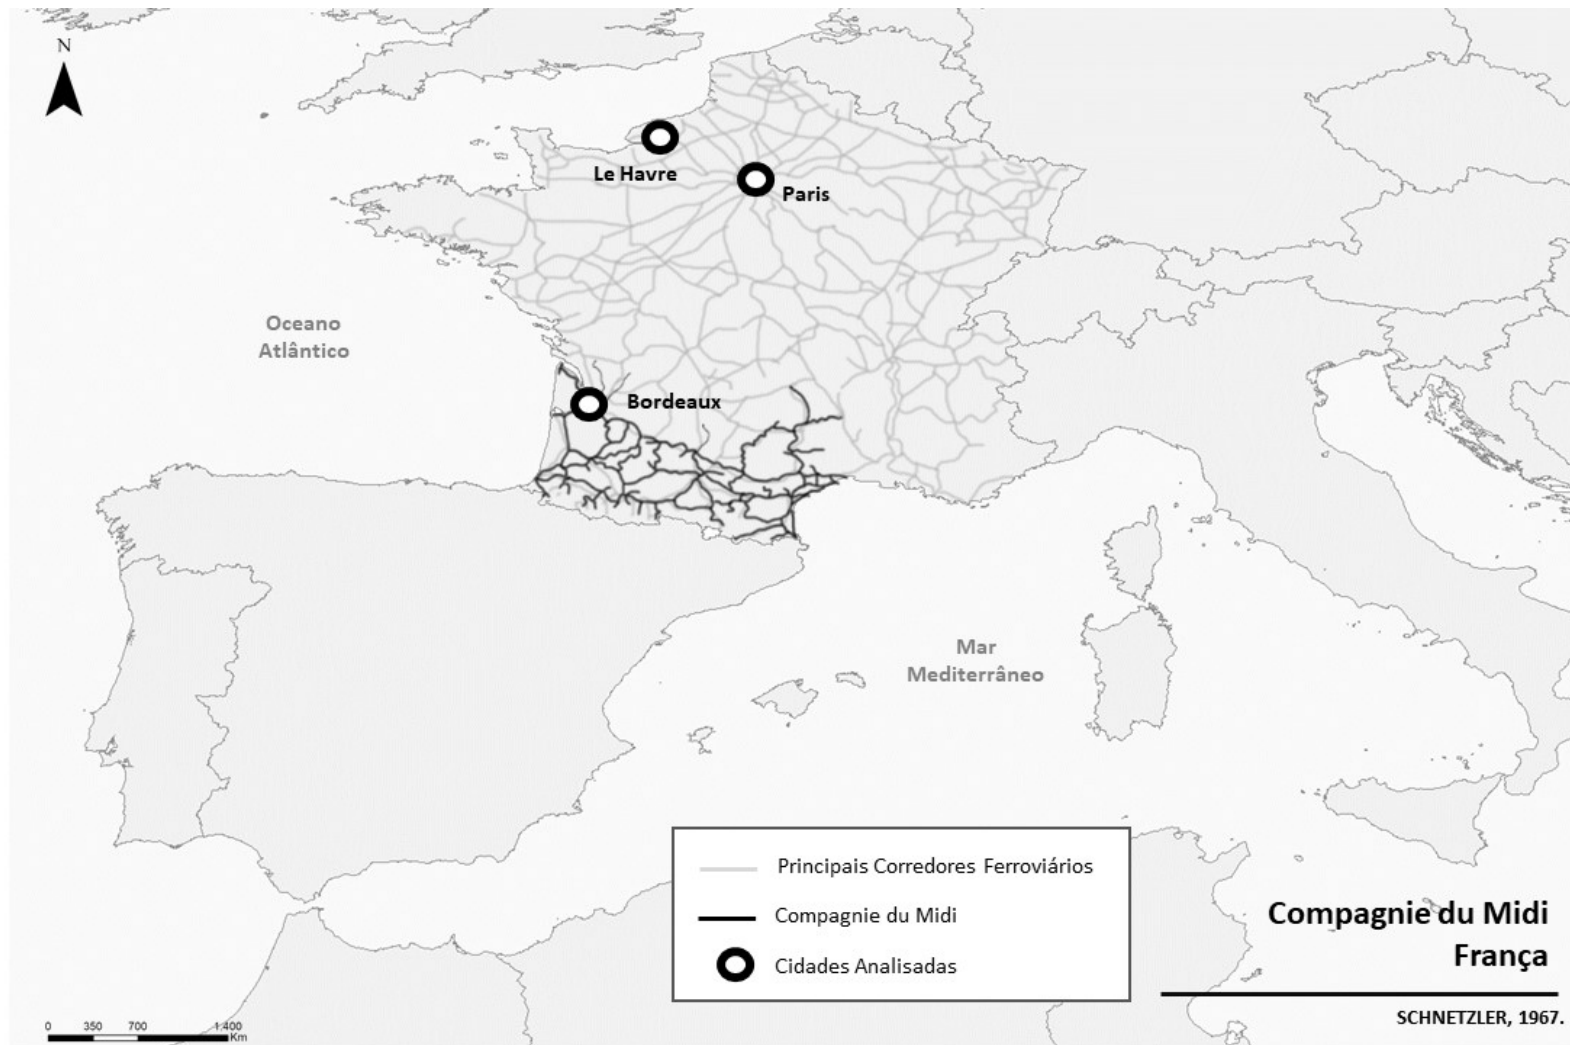 N
Le Havre
Paris
Oceano
Atlântico
Bordeaux
Mar
Mediterrâneo
Principais Corredores Ferroviários
Compagnie du Midi
Cidades Analisadas
Compagnie du Midi
França
SCHNETZLER, 1967.
0 350 700 1.400
Km